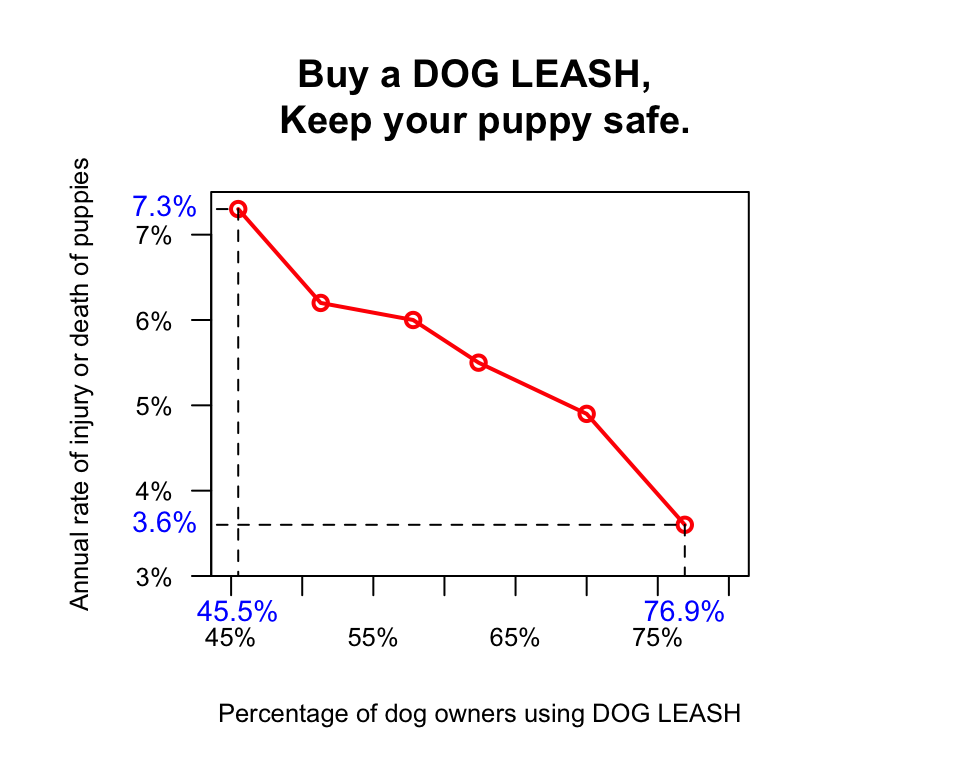 Buy a DOG LEASH,
Keep your puppy safe.
Annual rate of injury or death of puppies
7.3%
7%
6%
5%
4%
3.6%
3%
45.5% 76.9%
45% 55% 65% 75%
Percentage of dog owners using DOG LEASH